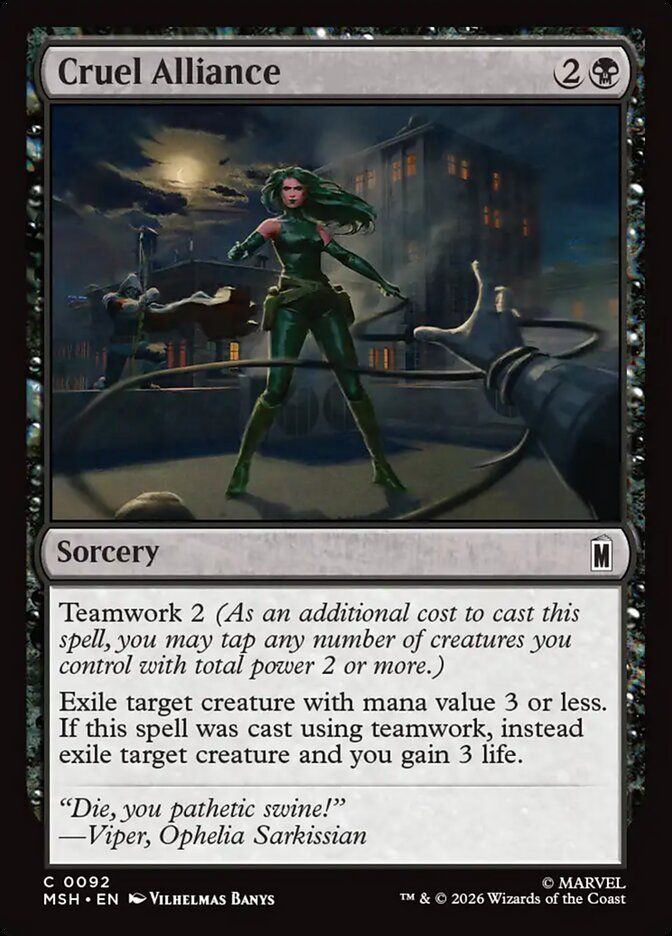 Cruel Alliance 2
Sorcery M
Teamwork 2 (As an additional cost to cast this
spell, you may tap any number of creatures you
control with total power 2 or more.)
Exile target creature with mana value 3 or less.
If this spell was cast using teamwork, instead
exile target creature and you gain 3 life.
“Die, you pathetic swine!”
—Viper, Ophelia Sarkissian
C 0092 © MARVEL
MSH • EN Vilhelmas Banys ™ & © 2026 Wizards of the Coast